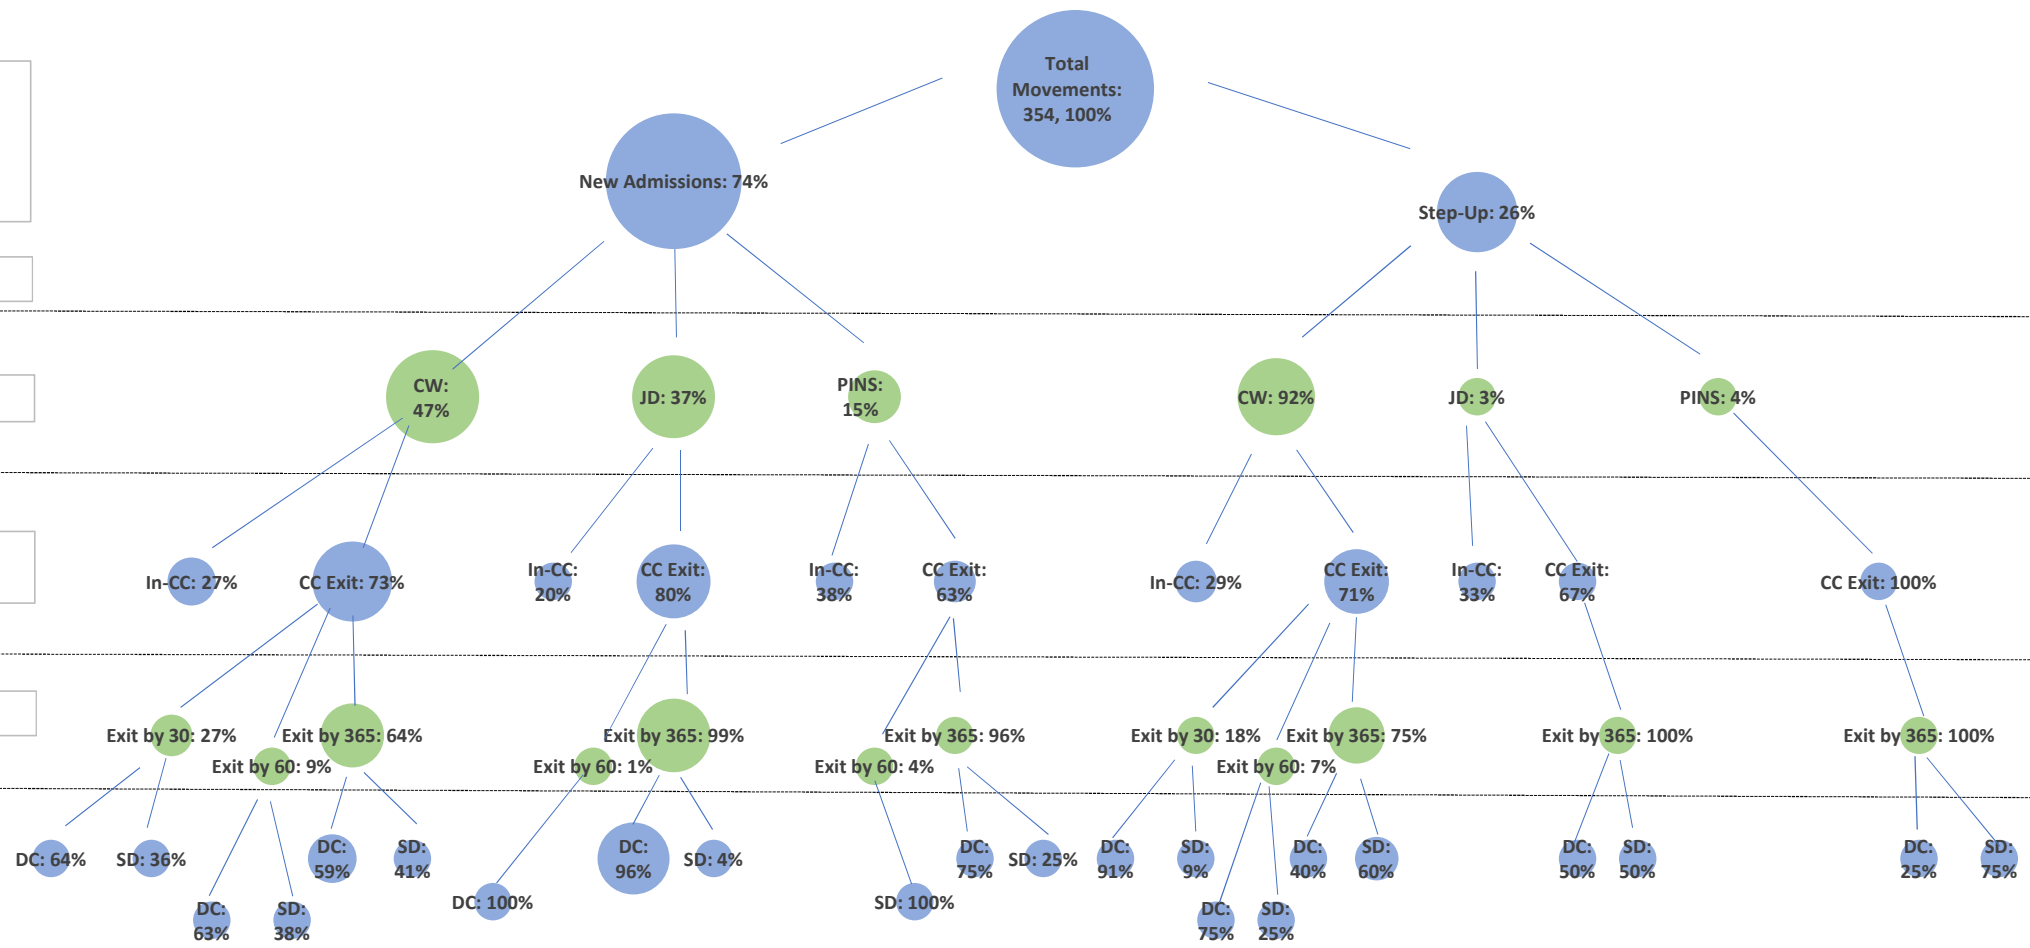 Total
Movements:
354, 100%
New Admissions: 74%
Step-Up: 26%
CW:
47%
JD: 37%
PINS:
15%
CW: 92%
JD: 3%
PINS: 4%
In-CC: 27%
CC Exit: 73%
In-CC:
20%
CC Exit:
80%
In-CC:
38%
CC Exit:
63%
In-CC: 29%
CC Exit:
71%
In-CC:
33%
CC Exit:
67%
CC Exit: 100%
Exit by 30: 27%
Exit by 60: 9%
Exit by 365: 64%
Exit by 60: 1%
Exit by 365: 99%
Exit by 60: 4%
Exit by 365: 96%
Exit by 30: 18%
Exit by 60: 7%
Exit by 365: 75%
Exit by 365: 100%
Exit by 365: 100%
DC: 64%
SD: 36%
DC:
63%
SD:
38%
DC:
59%
SD:
41%
DC: 100%
DC:
96%
SD: 4%
SD: 100%
DC:
75%
SD: 25%
DC:
91%
SD:
9%
DC:
75%
SD:
25%
DC:
40%
SD:
60%
DC:
50%
SD:
50%
DC:
25%
SD:
75%